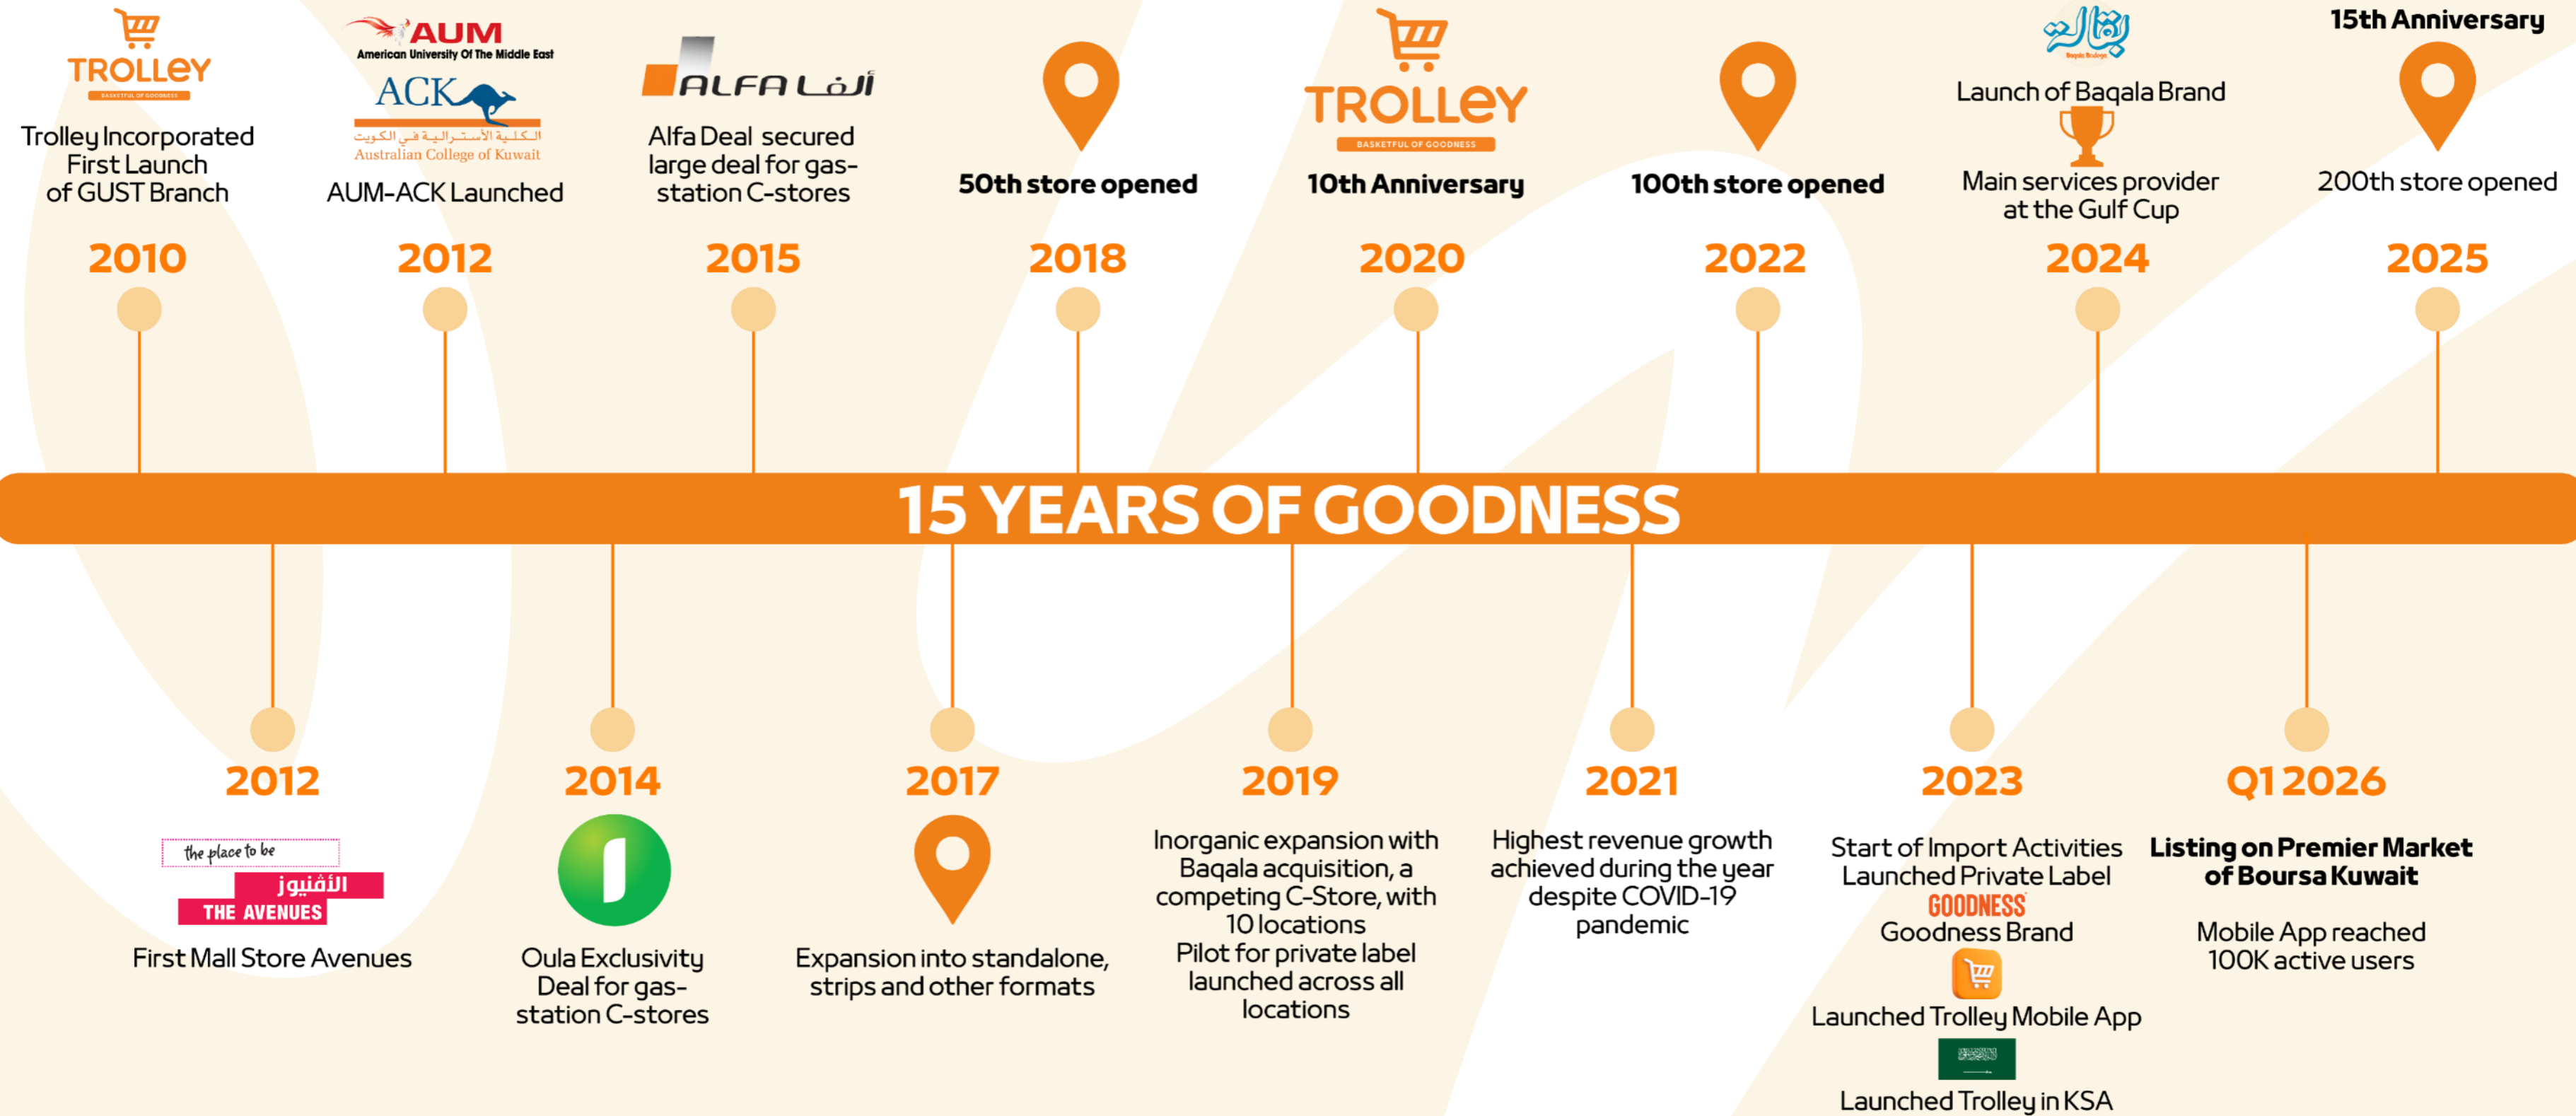 TROLLEY
BASKETFUL OF GOODNESS
Trolley Incorporated
First Launch
of GUST Branch
2010
AUM
American University Of The Middle East
ACK
الكلية الأسترالية في الكويت
Australian College of Kuwait
AUM-ACK Launched
2012
ALFA ألفا
Alfa Deal secured
large deal for gas-
station C-stores
2015
50th store opened
2018
TROLLEY
BASKETFUL OF GOODNESS
10th Anniversary
2020
100th store opened
2022
بقالة
Launch of Baqala Brand
Main services provider
at the Gulf Cup
2024
15th Anniversary
200th store opened
2025
15 YEARS OF GOODNESS
2012
the place to be
الأڤنيوز
THE AVENUES
First Mall Store Avenues
2014
Oula Exclusivity
Deal for gas-
station C-stores
2017
Expansion into standalone,
strips and other formats
2019
Inorganic expansion with
Baqala acquisition, a
competing C-Store, with
10 locations
Pilot for private label
launched across all
locations
2021
Highest revenue growth
achieved during the year
despite COVID-19
pandemic
2023
Start of Import Activities
Launched Private Label
GOODNESS
Goodness Brand
Launched Trolley Mobile App
Launched Trolley in KSA
Q1 2026
Listing on Premier Market
of Boursa Kuwait
Mobile App reached
100K active users